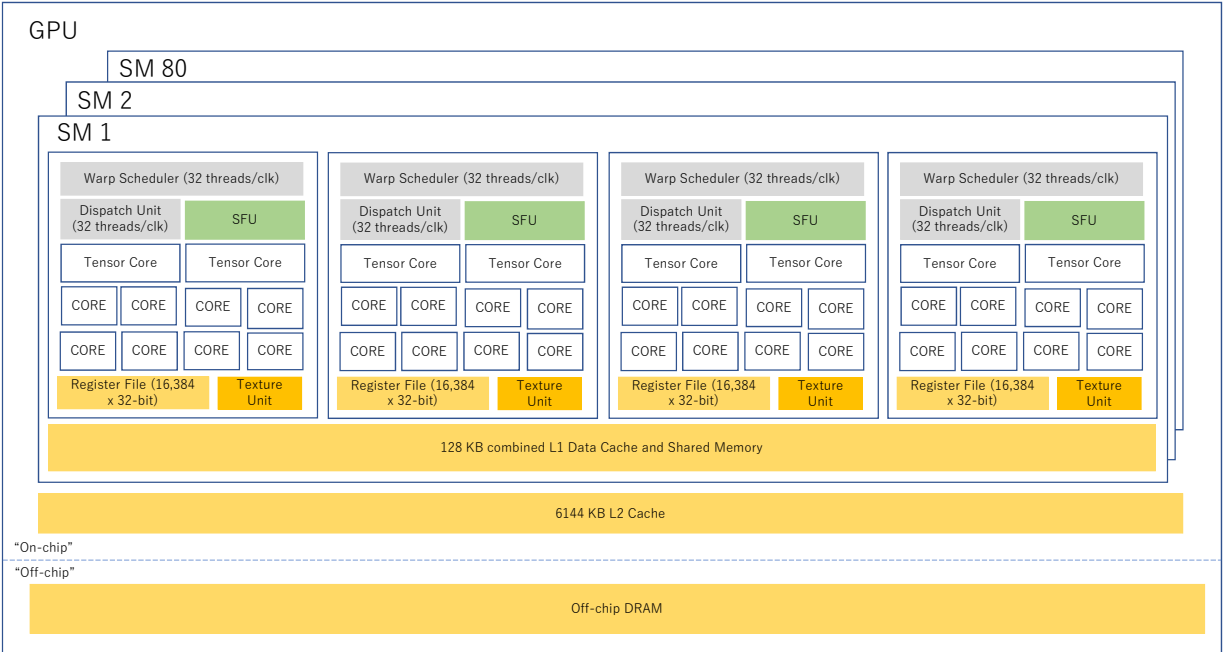 GPU
SM 80
SM 2
SM 1
Warp Scheduler (32 threads/clk)
Dispatch Unit
(32 threads/clk)
SFU
Tensor Core
Tensor Core
CORE
CORE
CORE
CORE
CORE
CORE
CORE
CORE
Register File (16,384
x 32-bit)
Texture
Unit
Warp Scheduler (32 threads/clk)
Dispatch Unit
(32 threads/clk)
SFU
Tensor Core
Tensor Core
CORE
CORE
CORE
CORE
CORE
CORE
CORE
CORE
Register File (16,384
x 32-bit)
Texture
Unit
Warp Scheduler (32 threads/clk)
Dispatch Unit
(32 threads/clk)
SFU
Tensor Core
Tensor Core
CORE
CORE
CORE
CORE
CORE
CORE
CORE
CORE
Register File (16,384
x 32-bit)
Texture
Unit
Warp Scheduler (32 threads/clk)
Dispatch Unit
(32 threads/clk)
SFU
Tensor Core
Tensor Core
CORE
CORE
CORE
CORE
CORE
CORE
CORE
CORE
Register File (16,384
x 32-bit)
Texture
Unit
128 KB combined L1 Data Cache and Shared Memory
6144 KB L2 Cache
“On-chip”
“Off-chip”
Off-chip DRAM